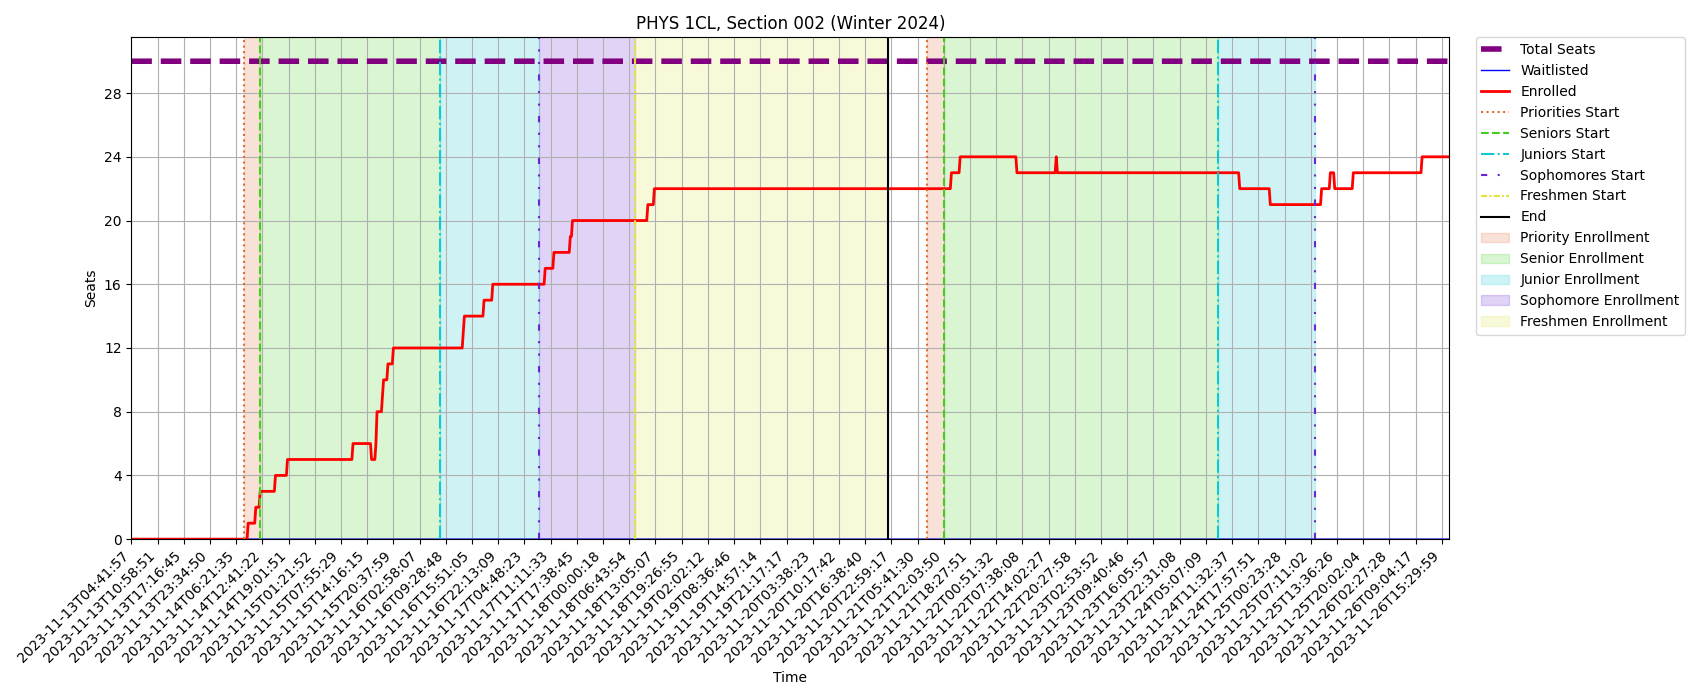 PHYS 1CL, Section 002 (Winter 2024)
Total Seats
Waitlisted
Enrolled
Priorities Start
Seniors Start
Juniors Start
Sophomores Start
Freshmen Start
End
Priority Enrollment
Senior Enrollment
Junior Enrollment
Sophomore Enrollment
Freshmen Enrollment
Seats
28
24
20
16
12
8
4
0
2023-11-13T04:41:57
2023-11-13T10:58:51
2023-11-13T17:16:45
2023-11-13T23:34:50
2023-11-14T06:21:35
2023-11-14T12:41:22
2023-11-14T19:01:51
2023-11-15T01:21:52
2023-11-15T07:55:29
2023-11-15T14:16:15
2023-11-15T20:37:59
2023-11-16T02:58:07
2023-11-16T09:28:48
2023-11-16T15:51:05
2023-11-16T22:13:09
2023-11-17T04:48:23
2023-11-17T11:11:33
2023-11-17T17:38:45
2023-11-18T00:00:18
2023-11-18T06:43:54
2023-11-18T13:05:07
2023-11-18T19:26:55
2023-11-19T02:02:12
2023-11-19T08:36:46
2023-11-19T14:57:14
2023-11-19T21:17:17
2023-11-20T03:38:23
2023-11-20T10:17:42
2023-11-20T16:38:40
2023-11-20T22:59:17
2023-11-21T05:41:30
2023-11-21T12:03:50
2023-11-21T18:27:51
2023-11-22T00:51:32
2023-11-22T07:38:08
2023-11-22T14:02:27
2023-11-22T20:27:58
2023-11-23T02:53:52
2023-11-23T09:40:46
2023-11-23T16:05:57
2023-11-23T22:31:08
2023-11-24T05:07:09
2023-11-24T11:32:37
2023-11-24T17:57:51
2023-11-25T00:23:28
2023-11-25T07:11:02
2023-11-25T13:36:26
2023-11-25T20:02:04
2023-11-26T02:27:28
2023-11-26T09:04:17
2023-11-26T15:29:59
Time